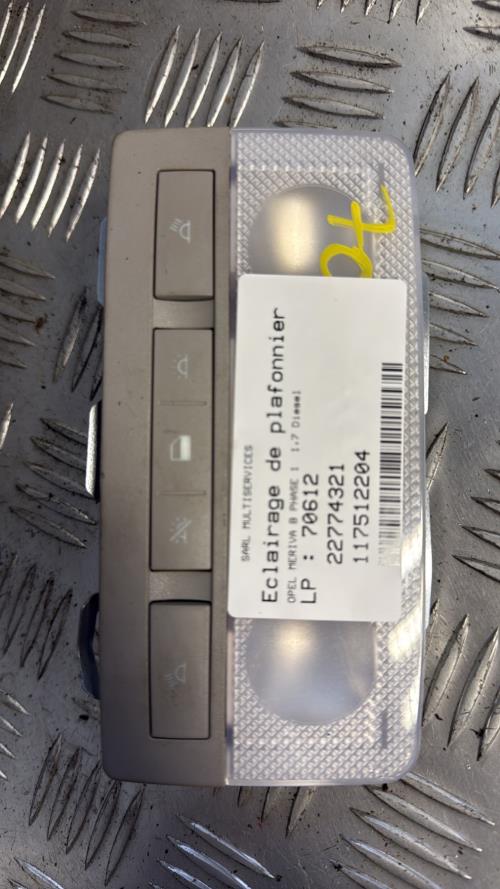 SARL MULTISERVICES
Eclairage de plafonnier
OPEL MERIVA B PHASE 1 1.7 Diesel
LP : 70612
22774321
117512204